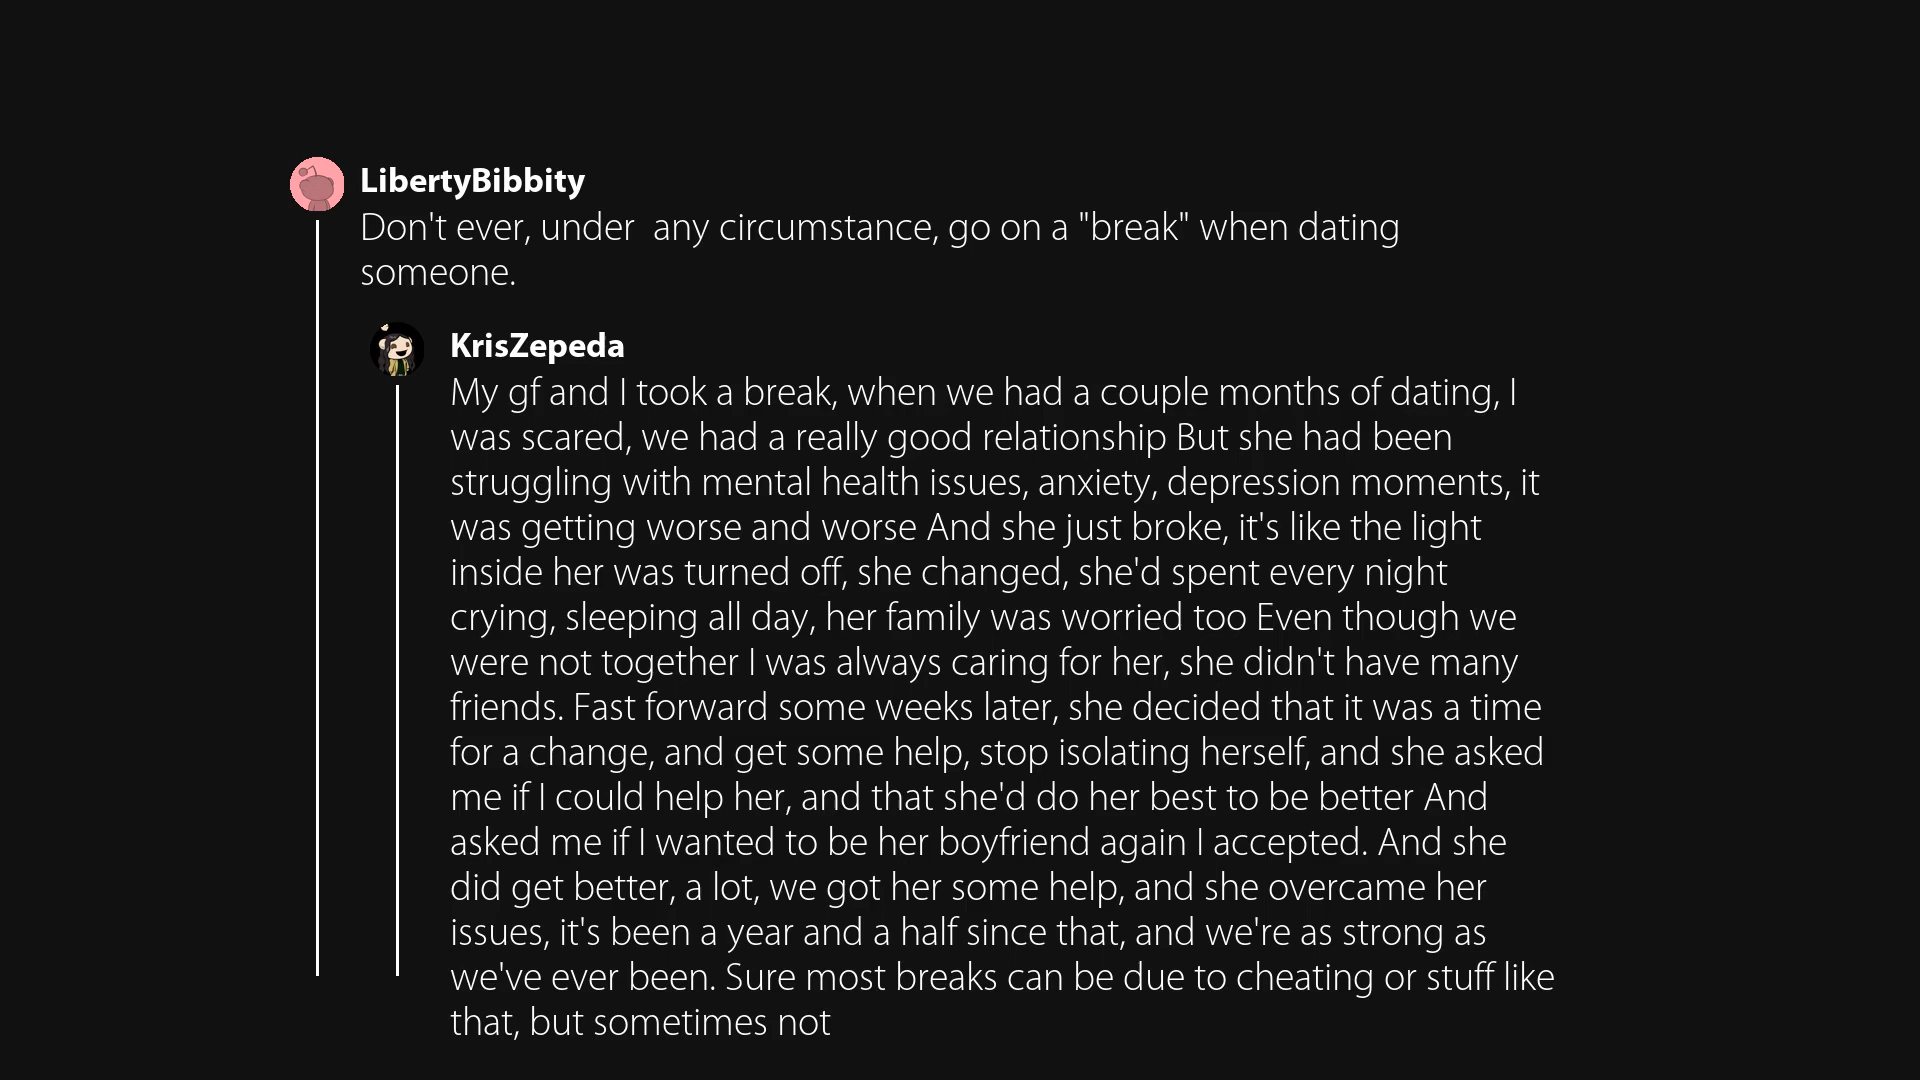 LibertyBibbity
Don't ever, under  any circumstance, go on a "break" when dating
someone.
KrisZepeda
My gf and I took a break, when we had a couple months of dating, I
was scared, we had a really good relationship But she had been
struggling with mental health issues, anxiety, depression moments, it
was getting worse and worse And she just broke, it's like the light
inside her was turned off, she changed, she'd spent every night
crying, sleeping all day, her family was worried too Even though we
were not together I was always caring for her, she didn't have many
friends. Fast forward some weeks later, she decided that it was a time
for a change, and get some help, stop isolating herself, and she asked
me if I could help her, and that she'd do her best to be better And
asked me if I wanted to be her boyfriend again I accepted. And she
did get better, a lot, we got her some help, and she overcame her
issues, it's been a year and a half since that, and we're as strong as
we've ever been. Sure most breaks can be due to cheating or stuff like
that, but sometimes not